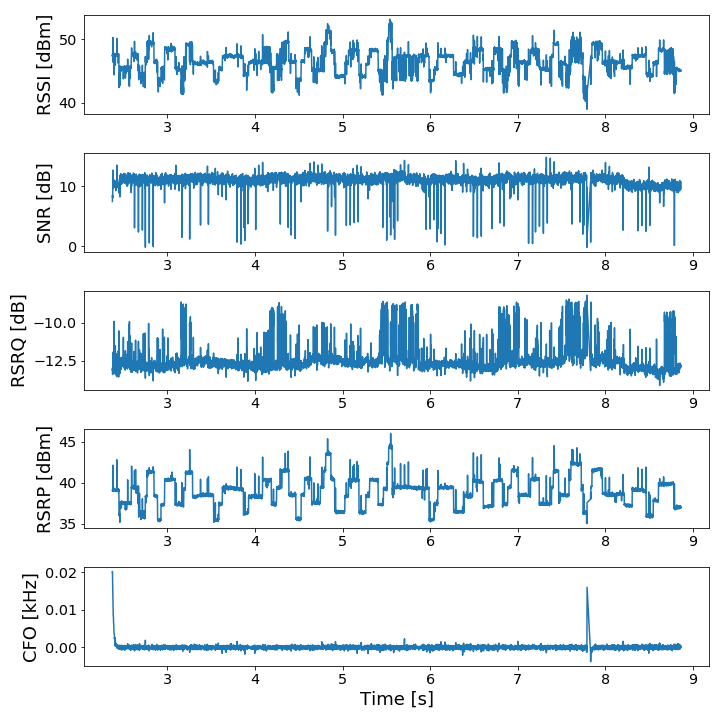 RSSI [dBm]
50
40
3 4 5 6 7 8 9
SNR [dB]
10
0
3 4 5 6 7 8 9
RSRQ [dB]
−10.0
−12.5
3 4 5 6 7 8 9
RSRP [dBm]
45
40
35
3 4 5 6 7 8 9
CFO [kHz]
0.02
0.01
0.00
3 4 5 6 7 8 9
Time [s]